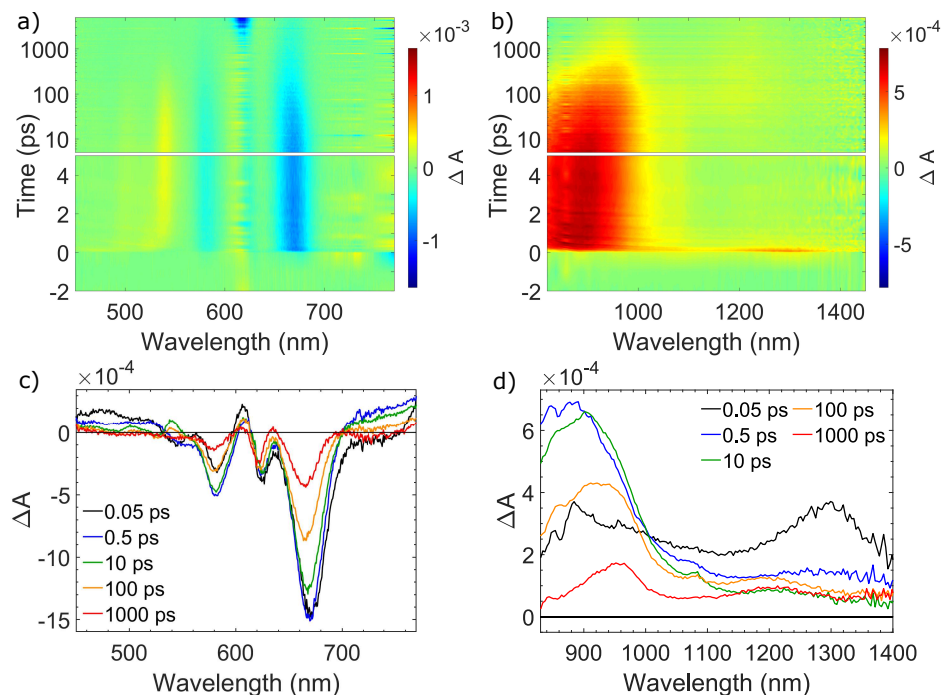 a)
×10⁻³
1000
100
10
4
2
0
-2
Time (ps)
Time (ps)
500
600
700
Wavelength (nm)
1
0
-1
Δ A
b)
×10⁻⁴
1000
100
10
4
2
0
-2
Time (ps)
Time (ps)
1000
1200
1400
Wavelength (nm)
5
0
-5
Δ A
c)
×10⁻⁴
0
-5
-10
-15
ΔA
0.05 ps
0.5 ps
10 ps
100 ps
1000 ps
500
600
700
Wavelength (nm)
d)
×10⁻⁴
6
4
2
0
ΔA
0.05 ps
0.5 ps
10 ps
100 ps
1000 ps
900
1000
1100
1200
1300
1400
Wavelength (nm)